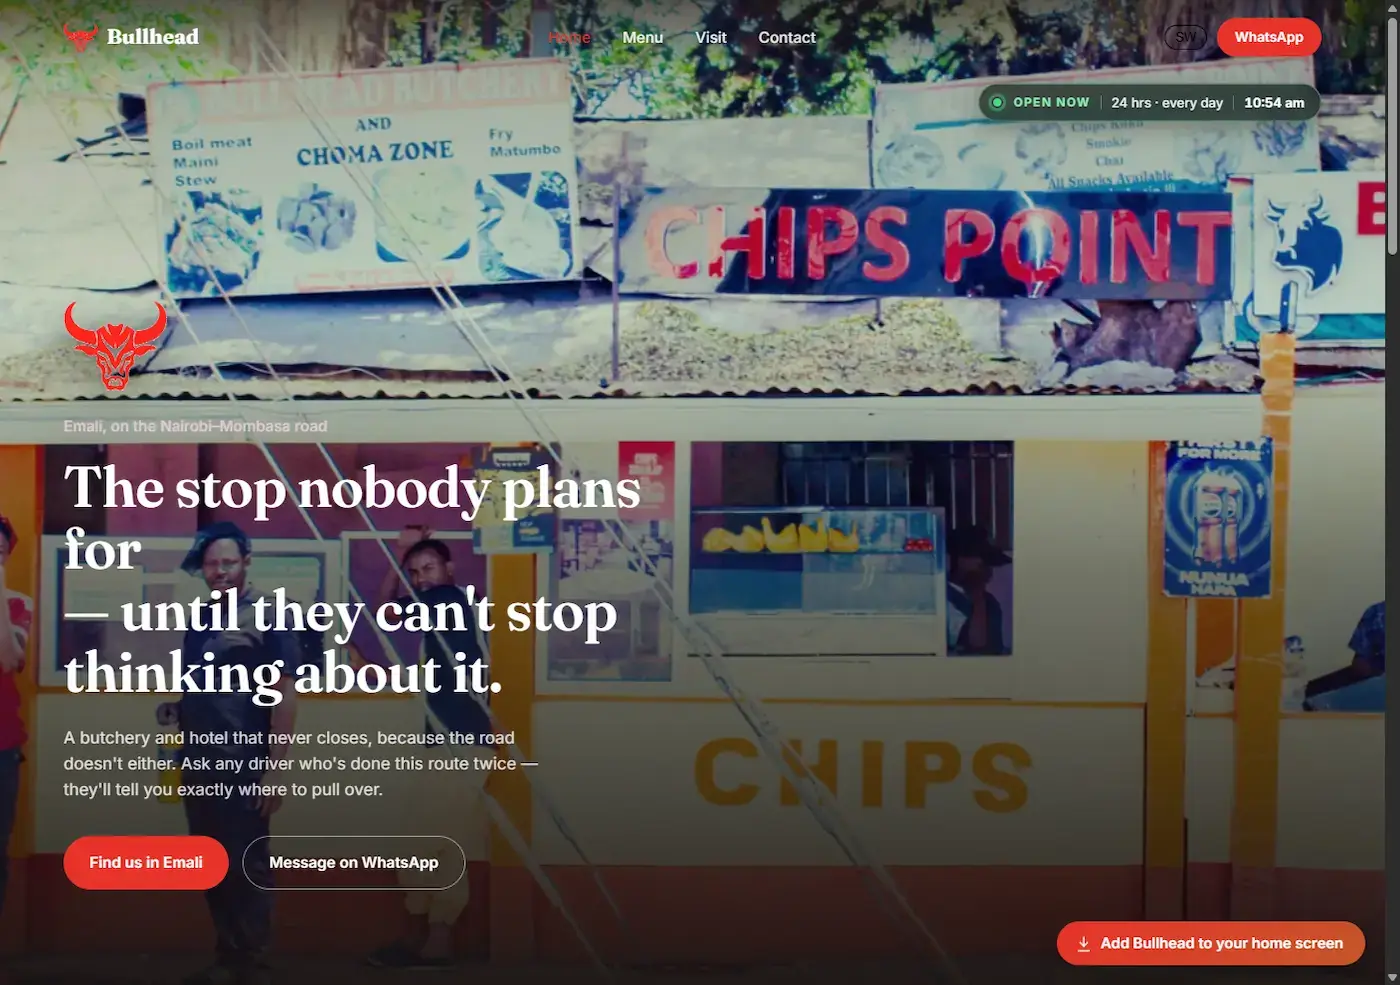 Bullhead
Home
Menu
Visit
Contact
SW
WhatsApp
OPEN NOW
24 hrs · every day
10:54 am
AND
CHOMA ZONE
Boil meat
Maini
Stew
Fry
Matumbo
Smokie
Chai
All Snacks Available
CHIPS POINT
B
Emali, on the Nairobi–Mombasa road
The stop nobody plans
for
— until they can't stop
thinking about it.
FOR MORE
NUNUA
HAPA
A butchery and hotel that never closes, because the road
doesn't either. Ask any driver who's done this route twice —
they'll tell you exactly where to pull over.
CHIPS
Find us in Emali
Message on WhatsApp
Add Bullhead to your home screen